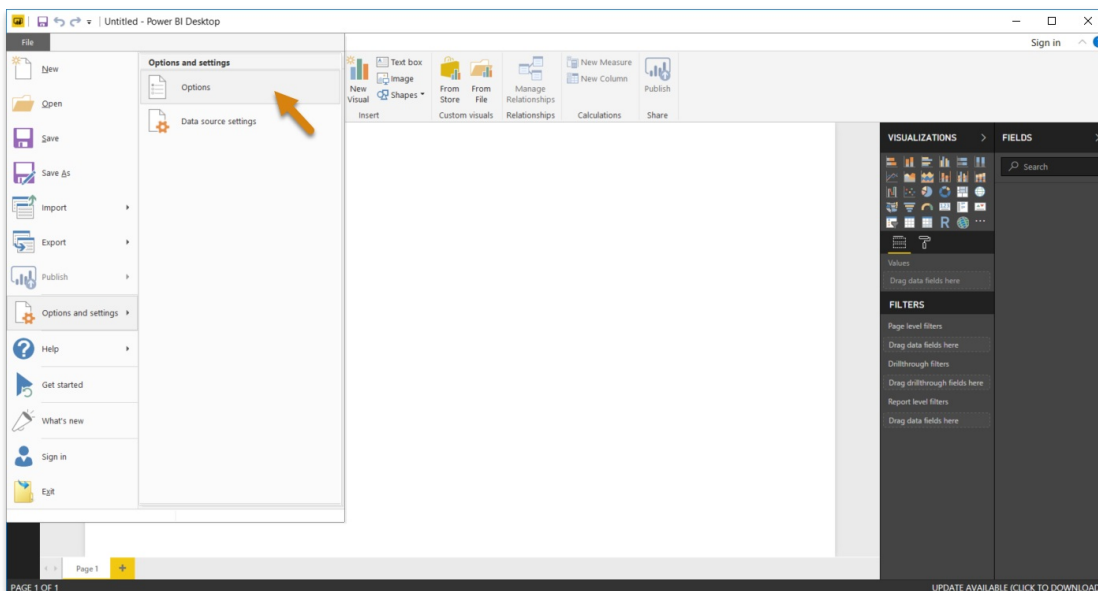 Untitled - Power BI Desktop
File
Sign in
New
Open
Save
Save As
Import
Export
Publish
Options and settings
Help
Get started
What's new
Sign in
Exit
Options and settings
Options
Data source settings
New Visual
Text box
Image
Shapes
Insert
From Store
From File
Custom visuals
Manage Relationships
Relationships
New Measure
New Column
Calculations
Publish
Share
VISUALIZATIONS
R
Values
Drag data fields here
FILTERS
Page level filters
Drag data fields here
Drillthrough filters
Drag drillthrough fields here
Report level filters
Drag data fields here
FIELDS
Search
Page 1
PAGE 1 OF 1
UPDATE AVAILABLE (CLICK TO DOWNLOAD